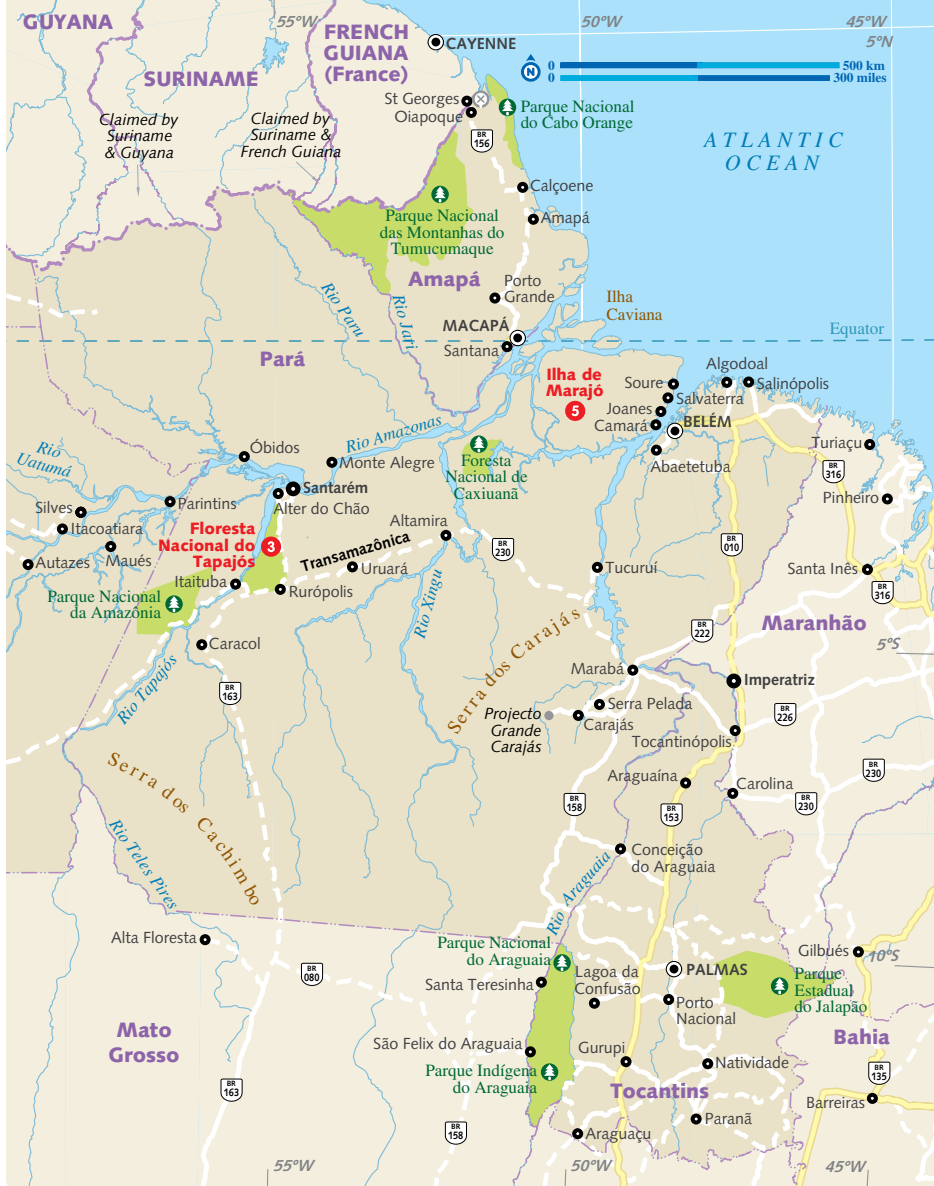 55°W
50°W
45°W
5°N
GUYANA
FRENCH
GUIANA
(France)
CAYENNE
SURINAME
N
0
500 km
0
300 miles
St Georges
Oiapoque
Parque Nacional
do Cabo Orange
Claimed by
Suriname
& Guyana
Claimed by
Suriname &
French Guiana
BR
156
ATLANTIC
OCEAN
Calçoene
Amapá
Parque Nacional
das Montanhas do
Tumucumaque
Amapá
Porto
Grande
Rio Paru
Rio Jari
Ilha
Caviana
MACAPÁ
Santana
Equator
Pará
Ilha de
Marajó
5
Algodoal
Salinópolis
Soure
Salvaterra
Joanes
Camará
BELÉM
Abaetetuba
Turiaçu
BR
316
Pinheiro
Rio Amazonas
Óbidos
Monte Alegre
Foresta
Nacional de
Caxiuanã
Rio
Uatumã
Santarém
Alter do Chão
Parintins
Silves
Itacoatiara
Maués
Autazes
Floresta
Nacional do
Tapajós
3
Altamira
Transamazônica
BR
230
BR
010
Uruará
Itaituba
Rurópolis
Tucuruí
Santa Inês
BR
316
Parque Nacional
da Amazônia
Rio Xingu
Maranhão
BR
222
5°S
Caracol
Rio Tapajós
BR
163
Serra dos Carajás
Marabá
Imperatriz
Serra Pelada
Carajás
Projecto
Grande
Carajás
BR
226
Tocantinópolis
BR
230
Araguaína
Carolina
BR
230
BR
158
BR
153
Serra dos Cachimbo
Rio Teles Pires
Conceição
do Araguaia
Rio Araguaia
Alta Floresta
BR
080
Parque Nacional
do Araguaia
Santa Teresinha
Lagoa da
Confusão
PALMAS
Porto
Nacional
Gilbués
10°S
Parque
Estadual
do Jalapão
Mato
Grosso
São Felix do Araguaia
Parque Indígena
do Araguaia
Gurupi
Natividade
Bahia
BR
135
Tocantins
BR
163
BR
158
Paranã
Barreiras
Araguaçu
55°W
50°W
45°W